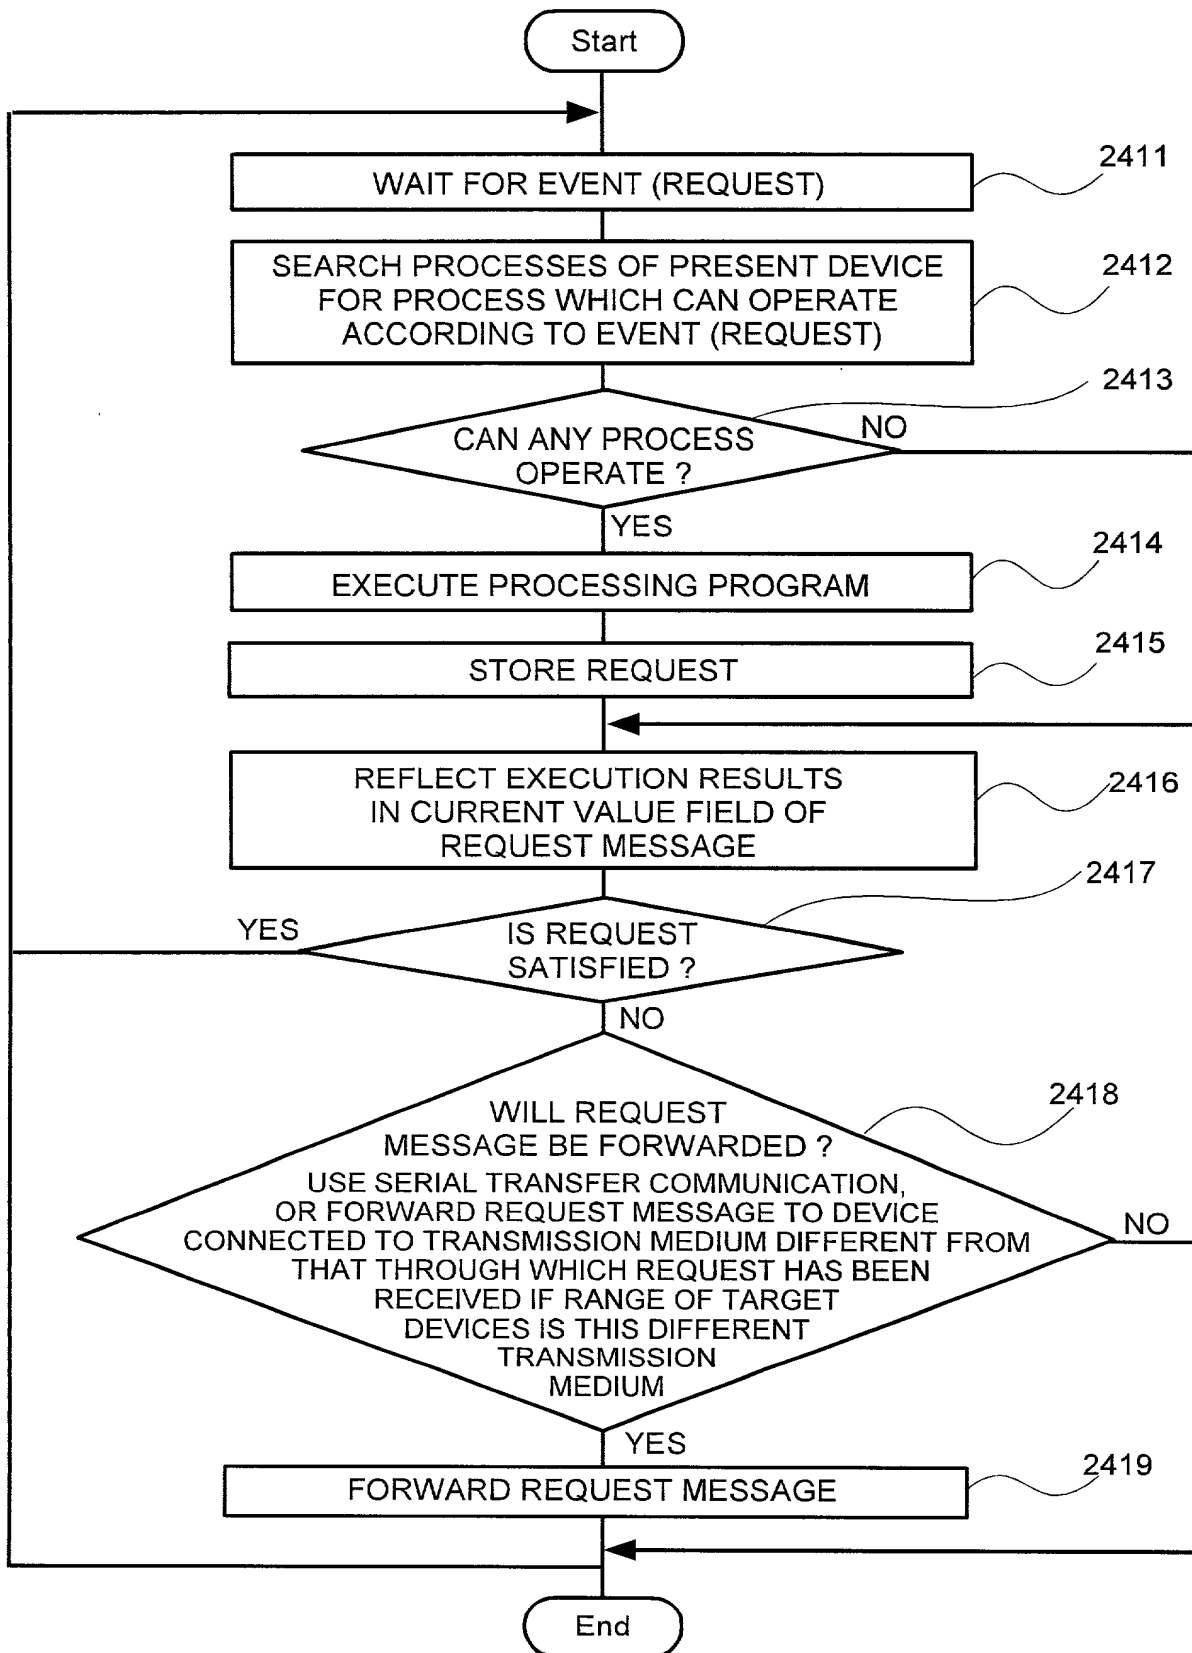 Start
2411
WAIT FOR EVENT (REQUEST)
2412
SEARCH PROCESSES OF PRESENT DEVICE
FOR PROCESS WHICH CAN OPERATE
ACCORDING TO EVENT (REQUEST)
2413
NO
CAN ANY PROCESS
OPERATE ?
YES
2414
EXECUTE PROCESSING PROGRAM
2415
STORE REQUEST
2416
REFLECT EXECUTION RESULTS
IN CURRENT VALUE FIELD OF
REQUEST MESSAGE
2417
YES
IS REQUEST
SATISFIED ?
NO
2418
WILL REQUEST
MESSAGE BE FORWARDED ?
USE SERIAL TRANSFER COMMUNICATION,
OR FORWARD REQUEST MESSAGE TO DEVICE
CONNECTED TO TRANSMISSION MEDIUM DIFFERENT FROM
THAT THROUGH WHICH REQUEST HAS BEEN
RECEIVED IF RANGE OF TARGET
DEVICES IS THIS DIFFERENT
TRANSMISSION
MEDIUM
NO
YES
2419
FORWARD REQUEST MESSAGE
End